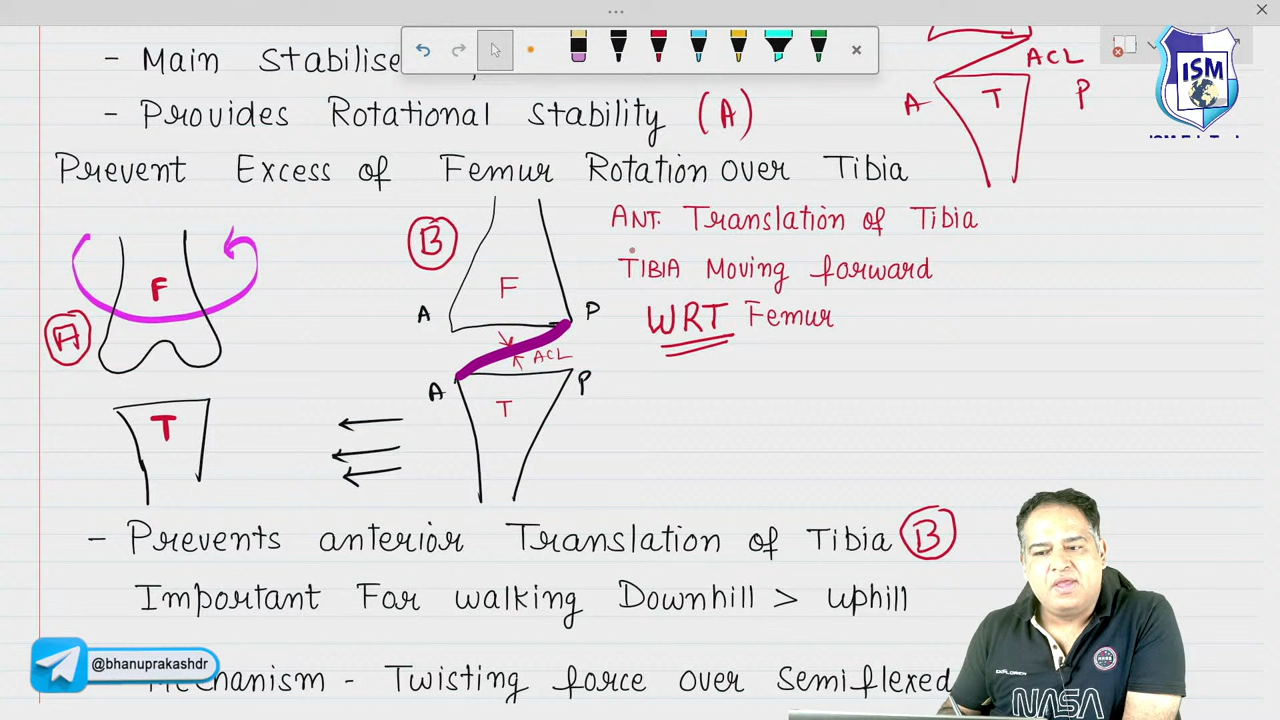 - Main Stabilise
ACL
A T P
- Provides Rotational Stability (A)
Prevent Excess of Femur Rotation over Tibia
ANT. Translation of Tibia
TIBIA Moving forward
WRT Femur
B
F
A P
ACL
A P
T
F
A
T
- Prevents anterior Translation of Tibia B
Important For walking Downhill > uphill
Mechanism - Twisting force over Semiflexed
@bhanuprakashdr
ISM
EXPLORER
NASA